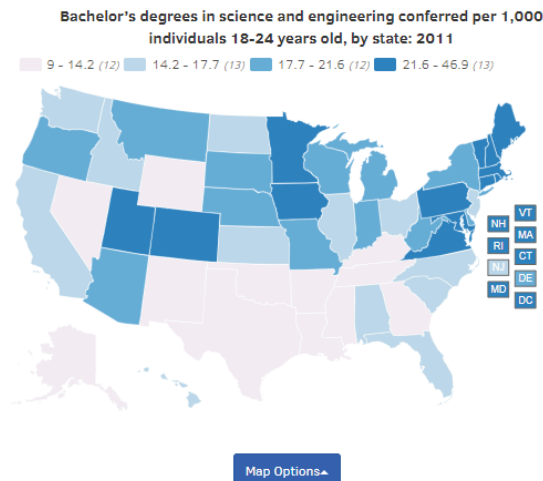 Bachelor's degrees in science and engineering conferred per 1,000
individuals 18-24 years old, by state: 2011
9 - 14.2 (12) 14.2 - 17.7 (13) 17.7 - 21.6 (12) 21.6 - 46.9 (13)
VT
NH
MA
RI
CT
NJ
DE
MD
DC
Map Options